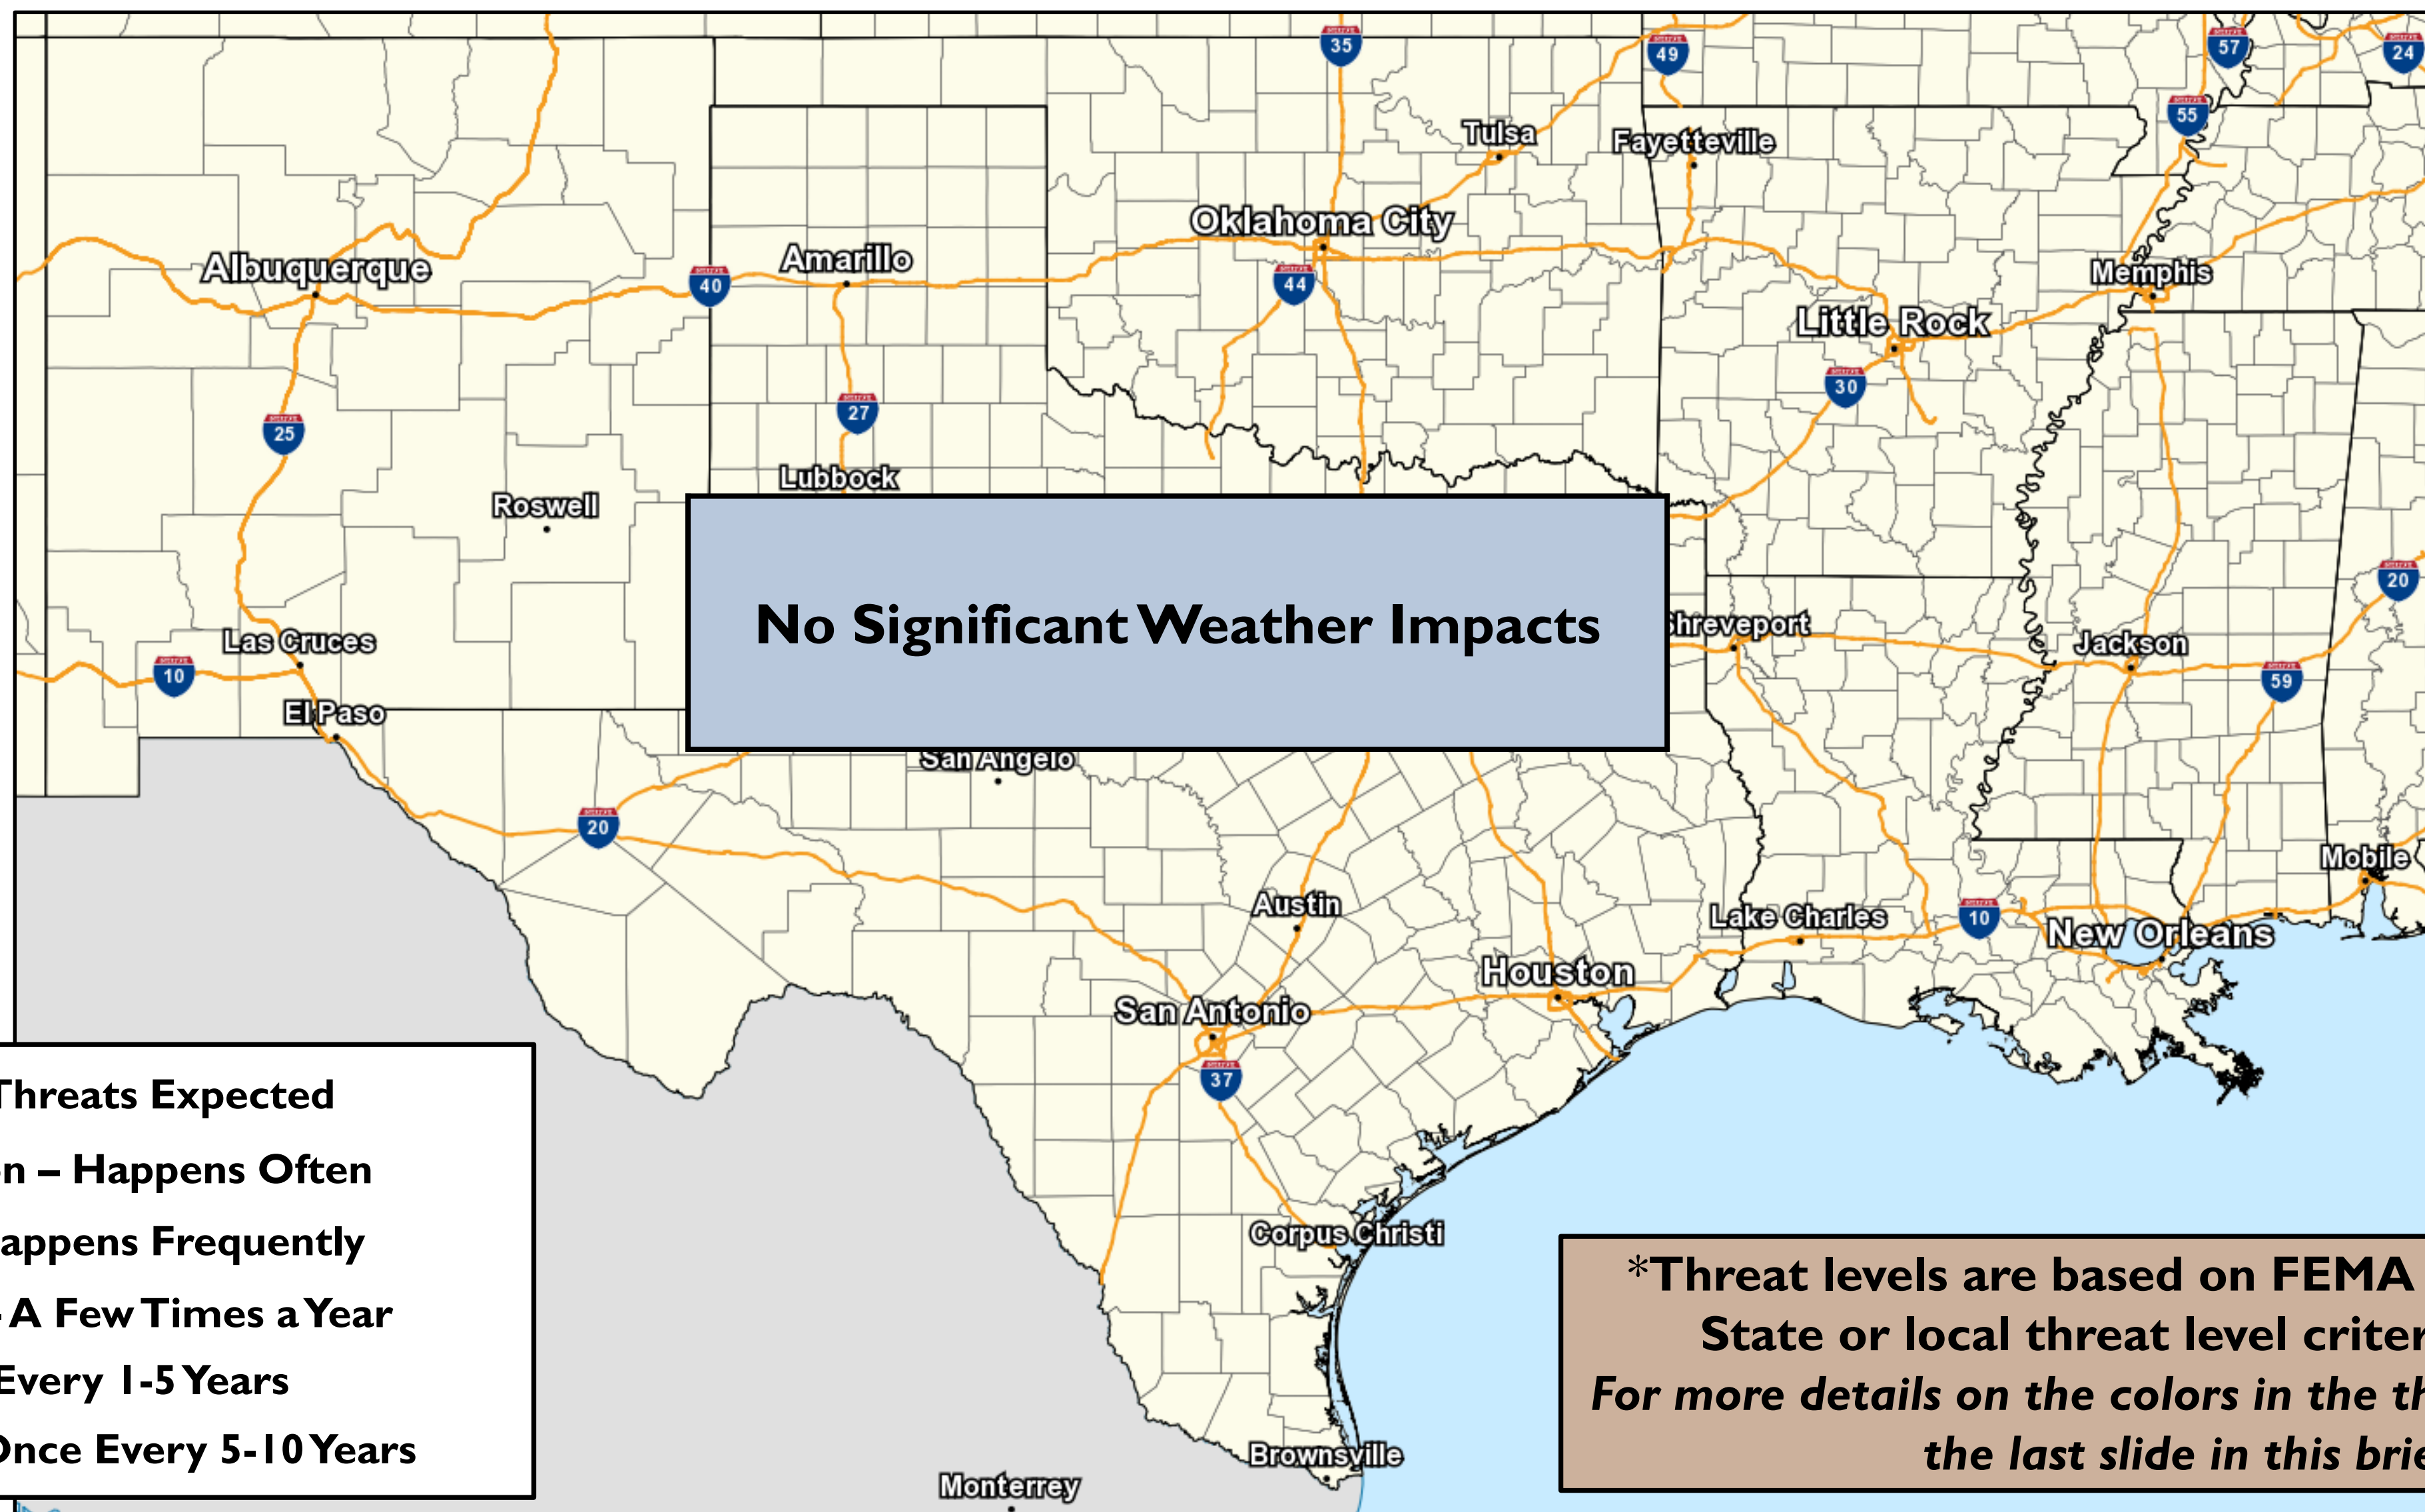 35
49
57
24
55
Tulsa
Fayetteville
Oklahoma City
Albuquerque
Amarillo
40
44
Memphis
Little Rock
30
27
25
Lubbock
Roswell
No Significant Weather Impacts
20
Shreveport
Las Cruces
Jackson
10
59
El Paso
San Angelo
20
Mobile
Austin
Lake Charles
10
New Orleans
Houston
San Antonio
37
Threats Expected
n – Happens Often
appens Frequently
- A Few Times a Year
Every 1-5 Years
Once Every 5-10 Years
Corpus Christi
*Threat levels are based on FEMA
State or local threat level criter
For more details on the colors in the th
the last slide in this brie
Brownsville
Monterrey